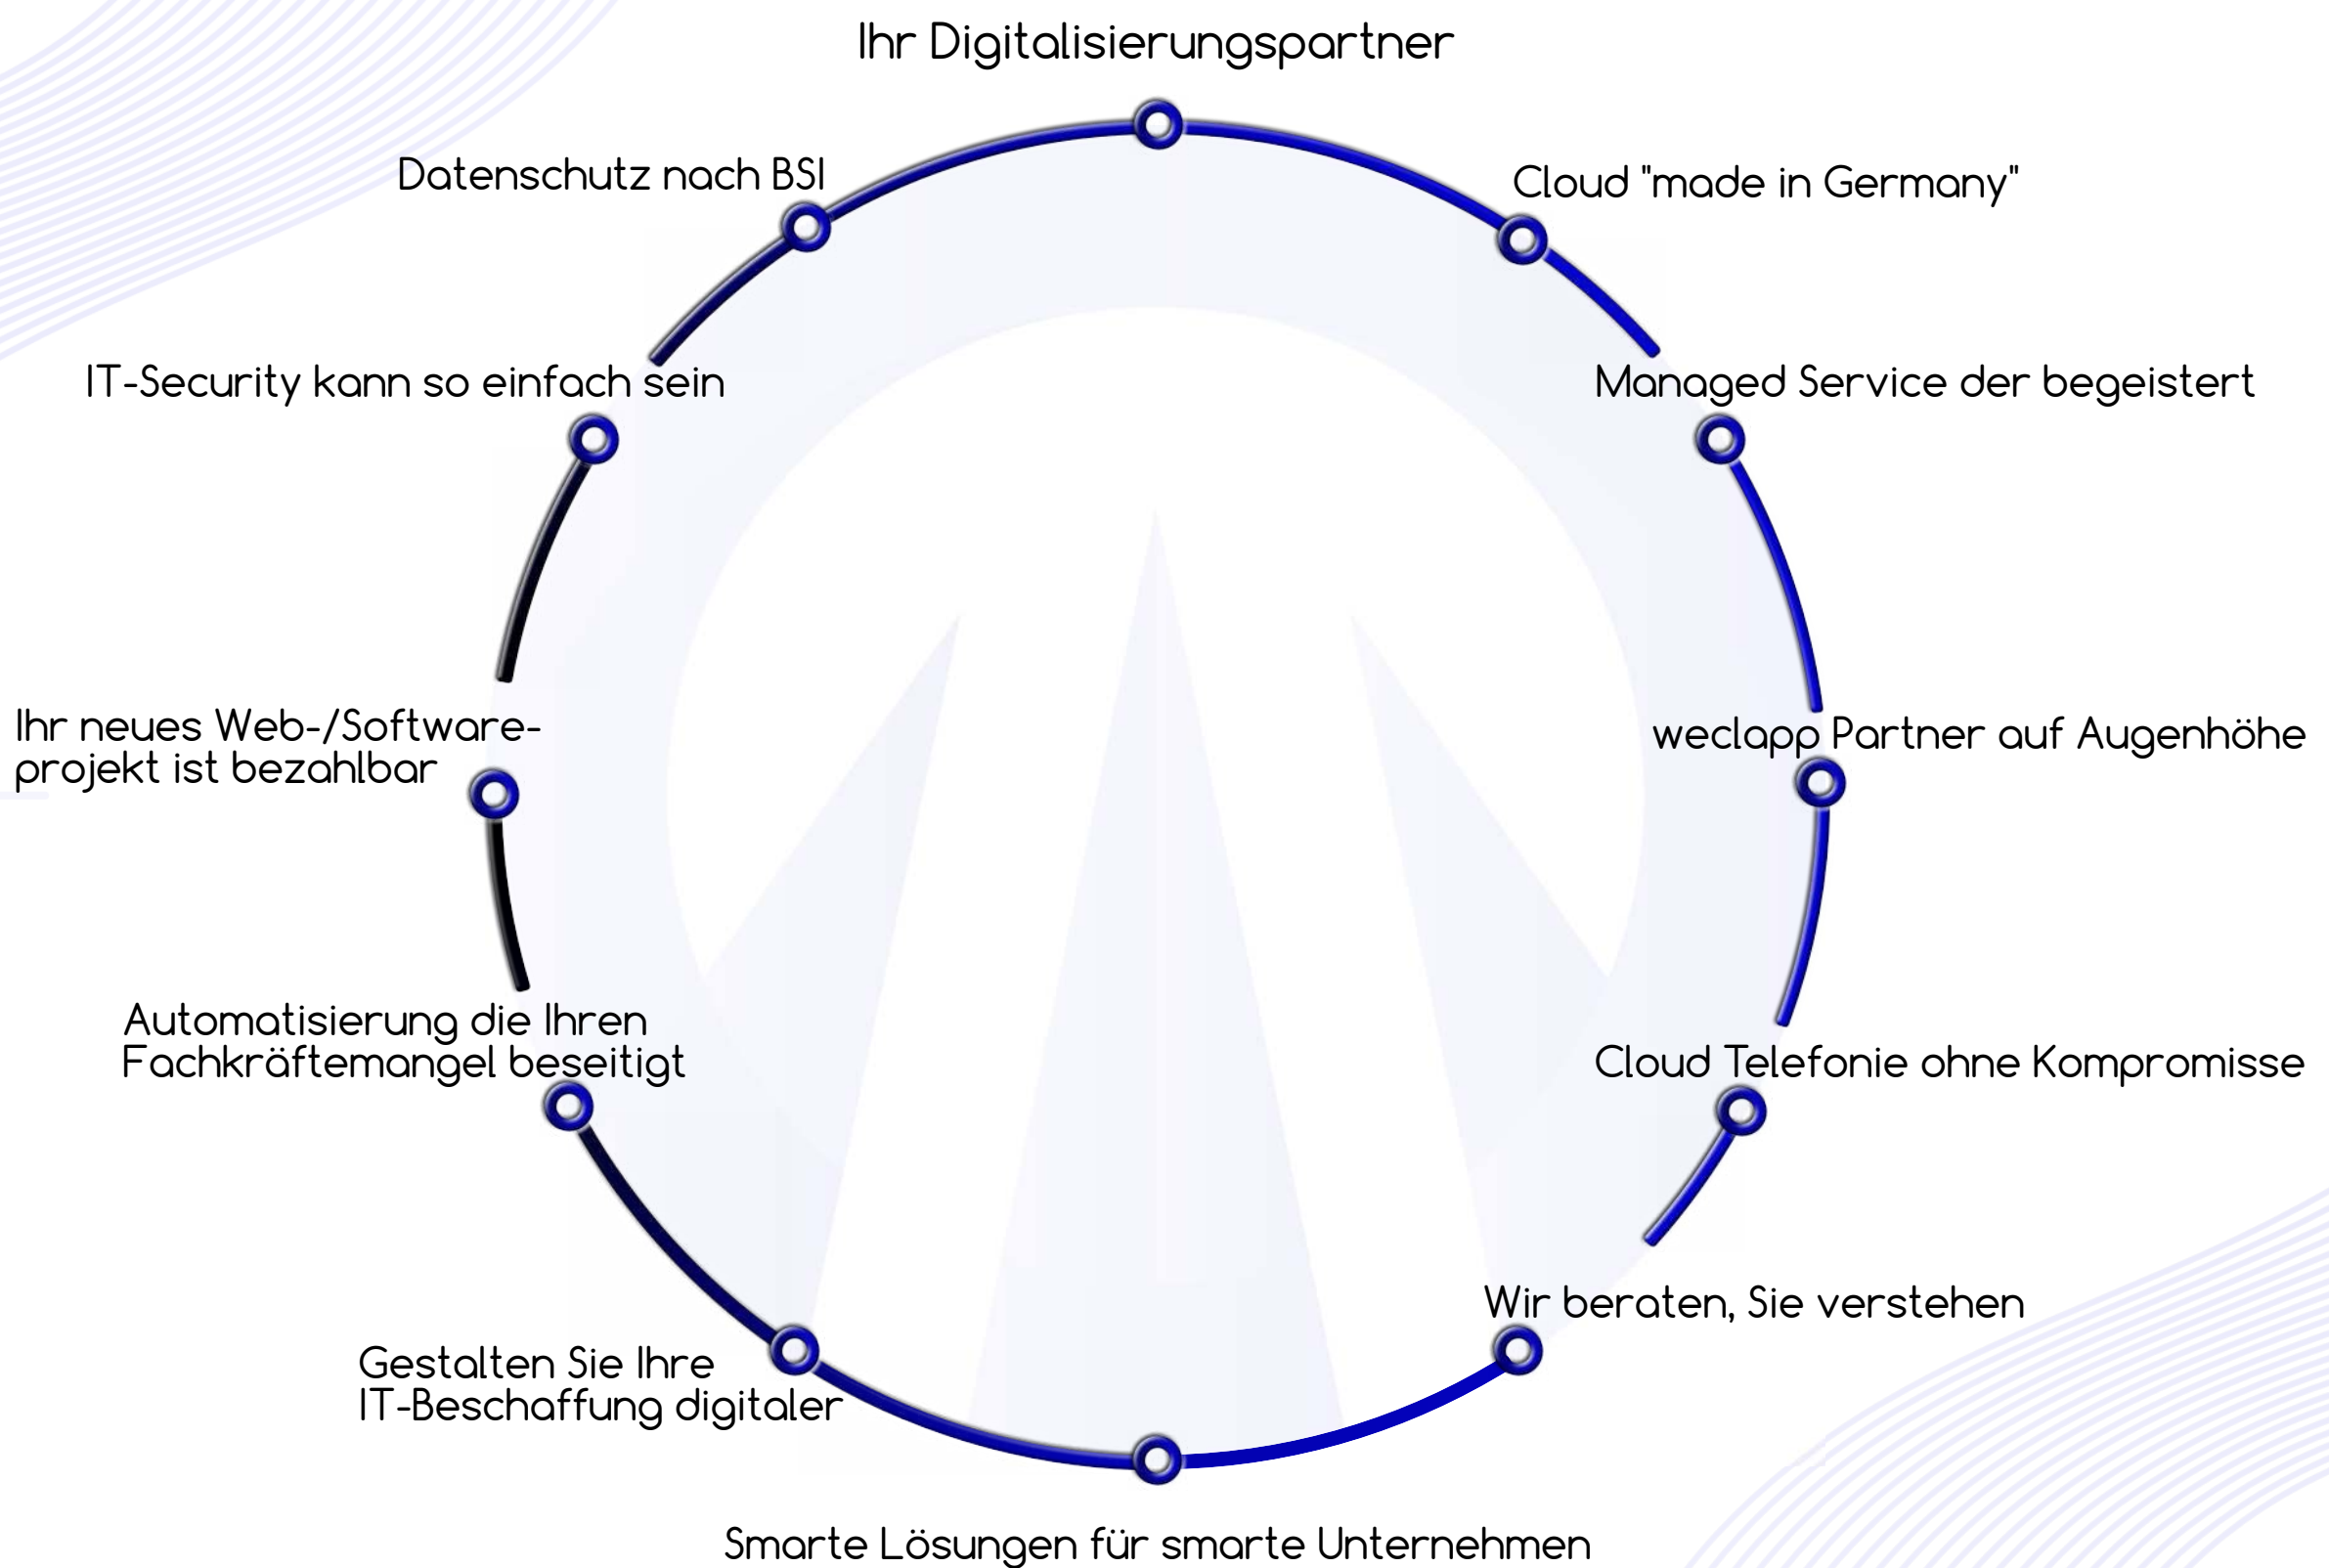 Ihr Digitalisierungspartner
Datenschutz nach BSI
Cloud "made in Germany"
IT-Security kann so einfach sein
Managed Service der begeistert
Ihr neues Web-/Software-
projekt ist bezahlbar
weclapp Partner auf Augenhöhe
Automatisierung die Ihren
Fachkräftemangel beseitigt
Cloud Telefonie ohne Kompromisse
Wir beraten, Sie verstehen
Gestalten Sie Ihre
IT-Beschaffung digitaler
Smarte Lösungen für smarte Unternehmen